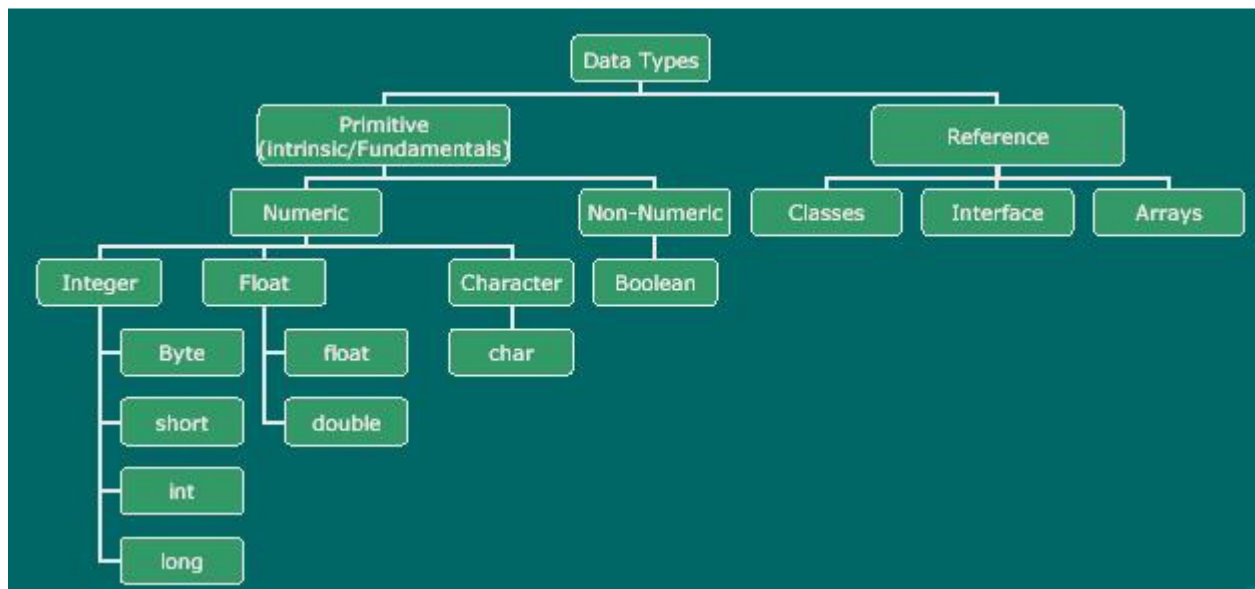 Data Types
Primitive
(intrinsic/Fundamentals)
Reference
Numeric
Non-Numeric
Classes
Interface
Arrays
Integer
Float
Character
Boolean
Byte
float
char
short
double
int
long